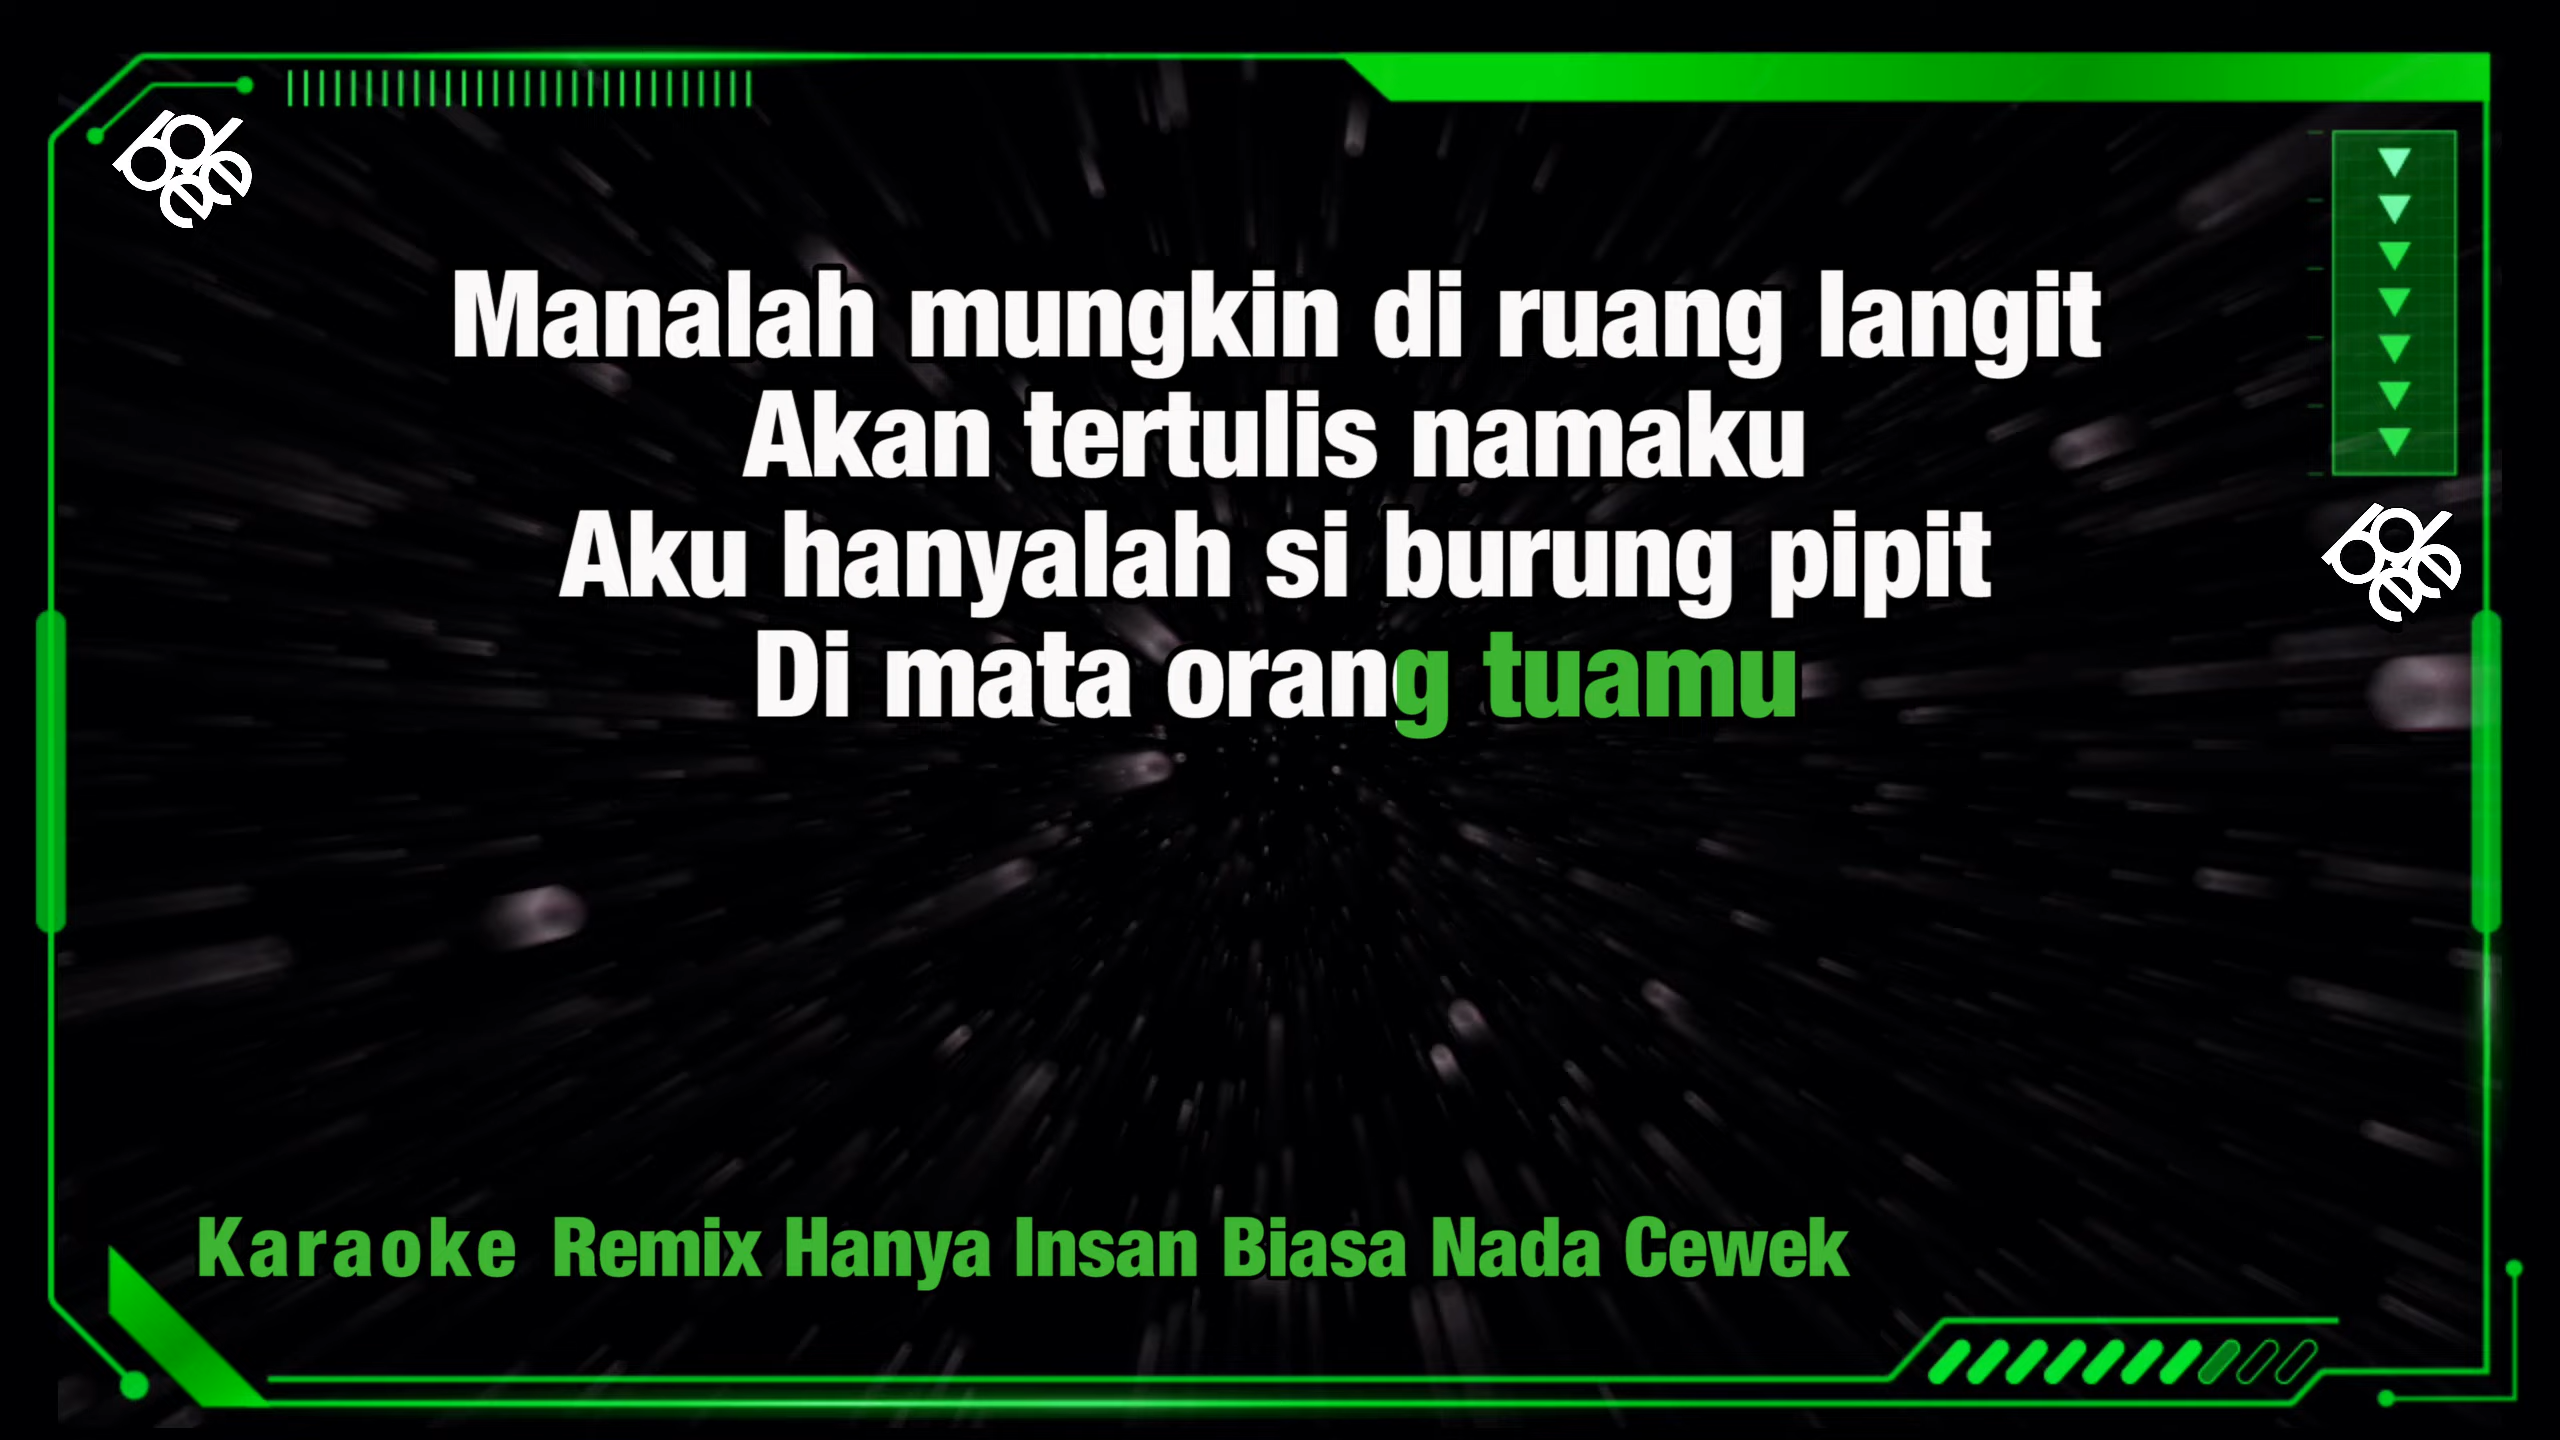 Manalah mungkin di ruang langit
Akan tertulis namaku
Aku hanyalah si burung pipit
Di mata orang tuamu
Karaoke Remix Hanya Insan Biasa Nada Cewek